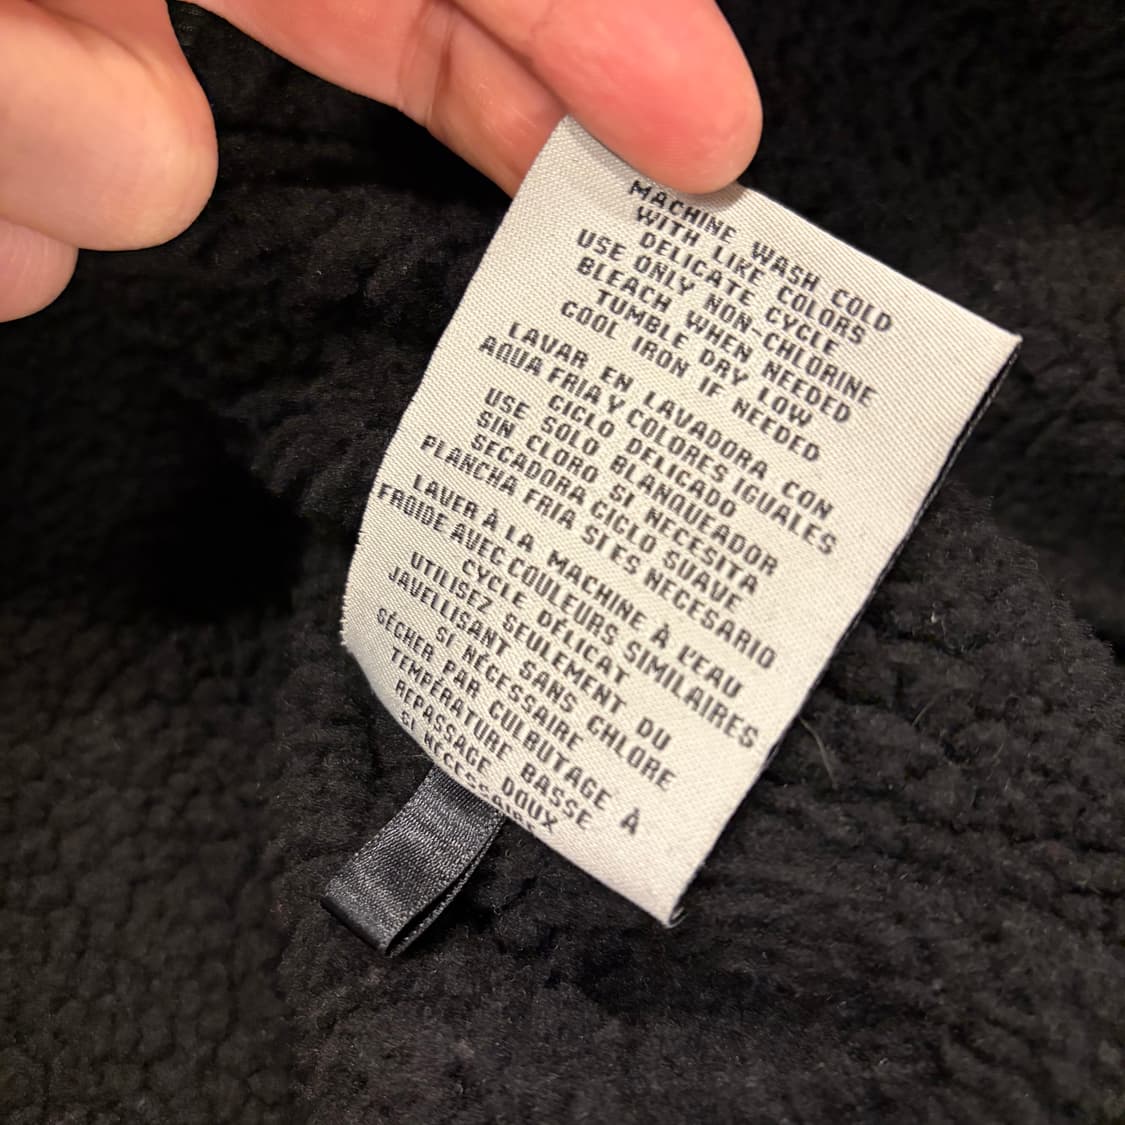 MACHINE WASH COLD
WITH LIKE COLORS
DELICATE CYCLE
USE ONLY NON-CHLORINE
BLEACH WHEN NEEDED
TUMBLE DRY LOW
COOL IRON IF NEEDED
LAVAR EN LAVADORA CON
AQUA FRIA Y COLORES IGUALES
CICLO DELICADO
USE SOLO BLANQUEADOR
SIN CLORO SI NECESITA
SECADORA CICLO SUAVE
PLANCHA FRIA SI ES NECESARIO
LAVER À LA MACHINE À L'EAU
FROIDE AVEC COULEURS SIMILAIRES
CYCLE DÉLICAT
UTILISEZ SEULEMENT DU
JAVELLISANT SANS CHLORE
SI NÉCESSAIRE
SÉCHER PAR CULBUTAGE À
TEMPÉRATURE BASSE
REPASSAGE DOUX
SI NÉCESSAIRE